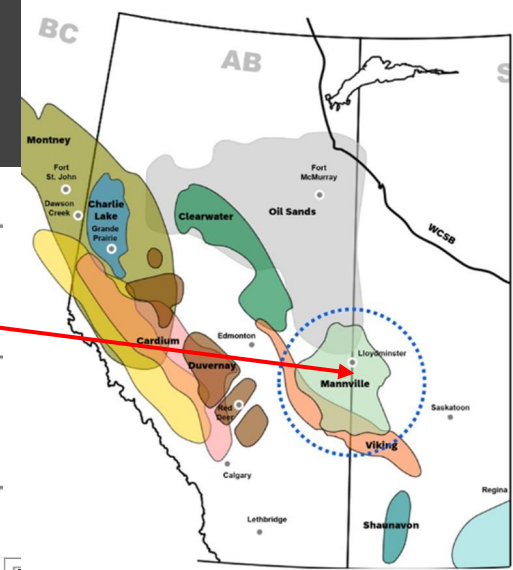 BC
AB
S
Montney
Fort
St. John
Dawson
Creek
Charlie
Lake
Grande
Prairie
Clearwater
Oil Sands
Fort
McMurray
WCSB
Cardium
Edmonton
Duvernay
Lloydminster
Mannville
Red
Deer
Saskatoon
Viking
Calgary
Regina
Lethbridge
Shaunavon